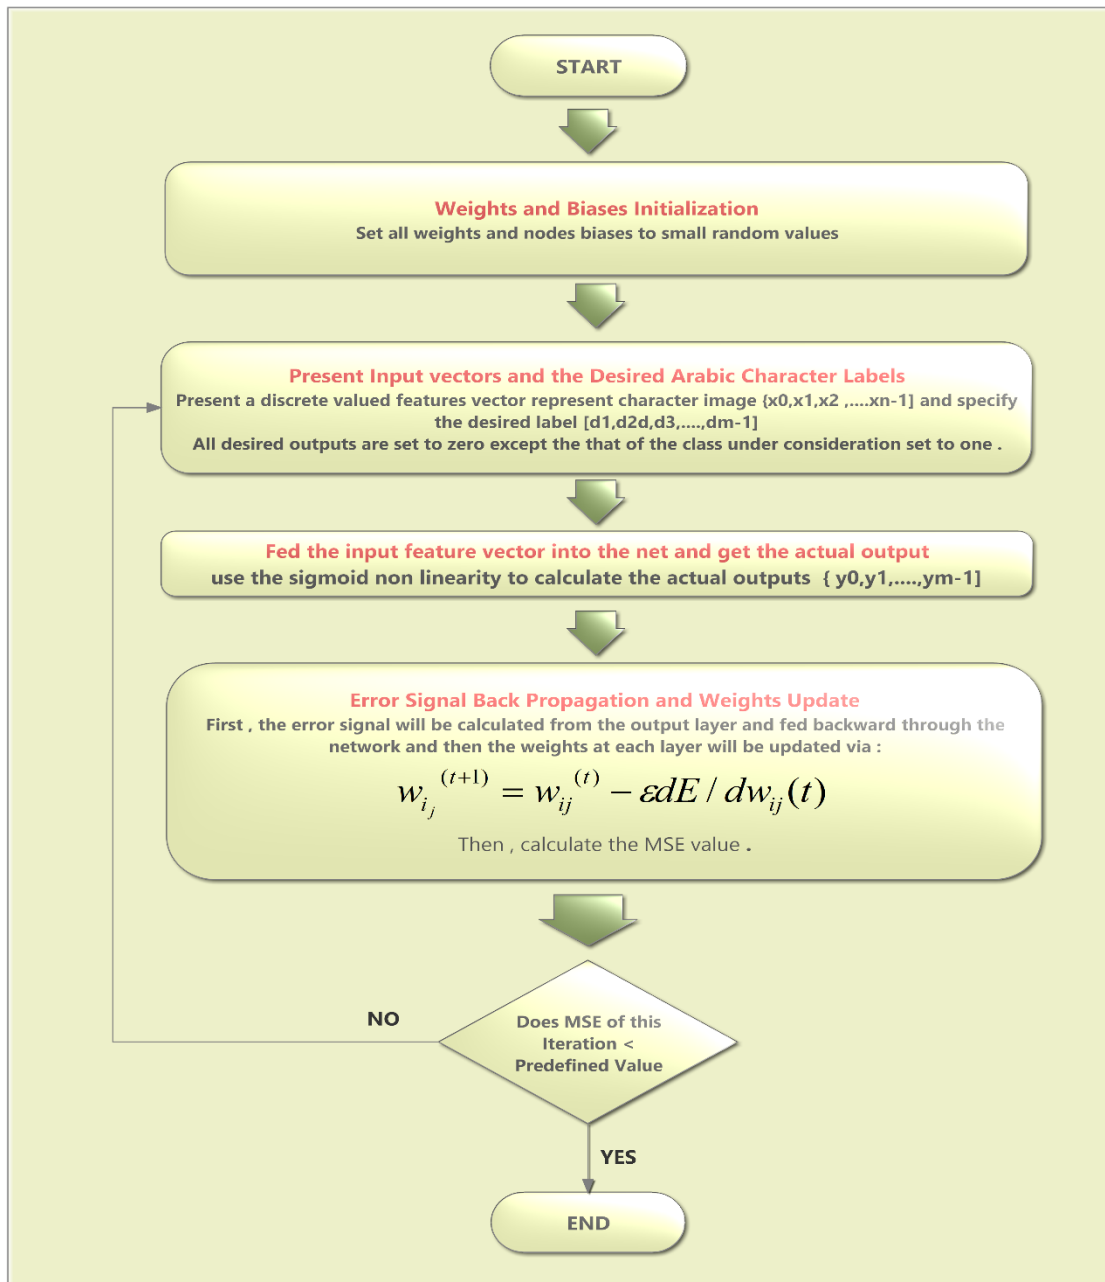 START
Weights and Biases Initialization
Set all weights and nodes biases to small random values
Present Input vectors and the Desired Arabic Character Labels
Present a discrete valued features vector represent character image {x0,x1,x2 ,....xn-1] and specify
the desired label [d1,d2d,d3,....,dm-1]
All desired outputs are set to zero except the that of the class under consideration set to one .
Fed the input feature vector into the net and get the actual output
use the sigmoid non linearity to calculate the actual outputs { y0,y1,....,ym-1]
Error Signal Back Propagation and Weights Update
First , the error signal will be calculated from the output layer and fed backward through the
network and then the weights at each layer will be updated via :
w_{i_j}^{(t+1)} = w_{ij}^{(t)} − εdE / dw_{ij}(t)
Then , calculate the MSE value .
NO
Does MSE of this
Iteration <
Predefined Value
YES
END